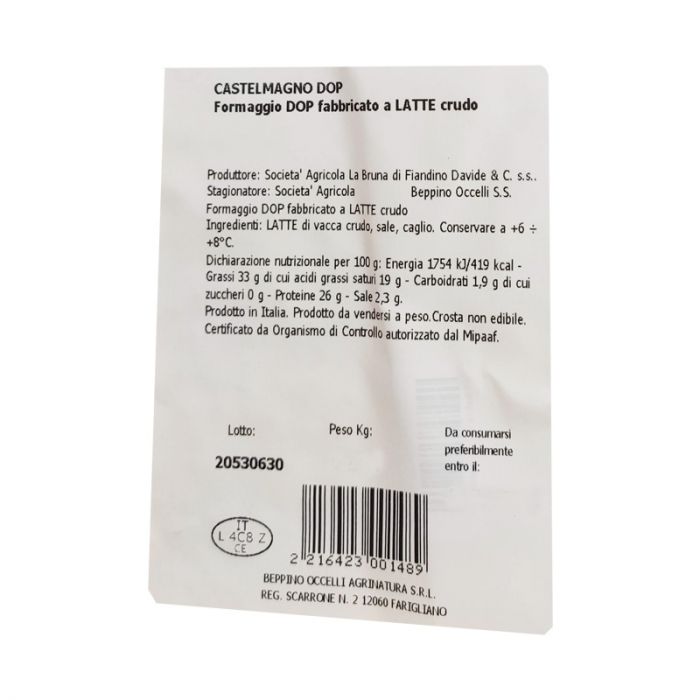 CASTELMAGNO DOP
Formaggio DOP fabbricato a LATTE crudo
Produttore: Societa' Agricola La Bruna di Fiandino Davide & C. s.s..
Stagionatore: Societa' Agricola Beppino Occelli S.S.
Formaggio DOP fabbricato a LATTE crudo
Ingredienti: LATTE di vacca crudo, sale, caglio. Conservare a +6 ÷
+8°C.
Dichiarazione nutrizionale per 100 g: Energia 1754 kJ/419 kcal -
Grassi 33 g di cui acidi grassi saturi 19 g - Carboidrati 1,9 g di cui
zuccheri 0 g - Proteine 26 g - Sale 2,3 g.
Prodotto in Italia. Prodotto da vendersi a peso. Crosta non edibile.
Certificato da Organismo di Controllo autorizzato dal Mipaaf.
Lotto: Peso Kg: Da consumarsi
preferibilmente
entro il:
20530630
IT
L 4C8 Z
CE
2 216423 001489
BEPPINO OCCELLI AGRINATURA S.R.L.
REG. SCARRONE N. 2 12060 FARIGLIANO